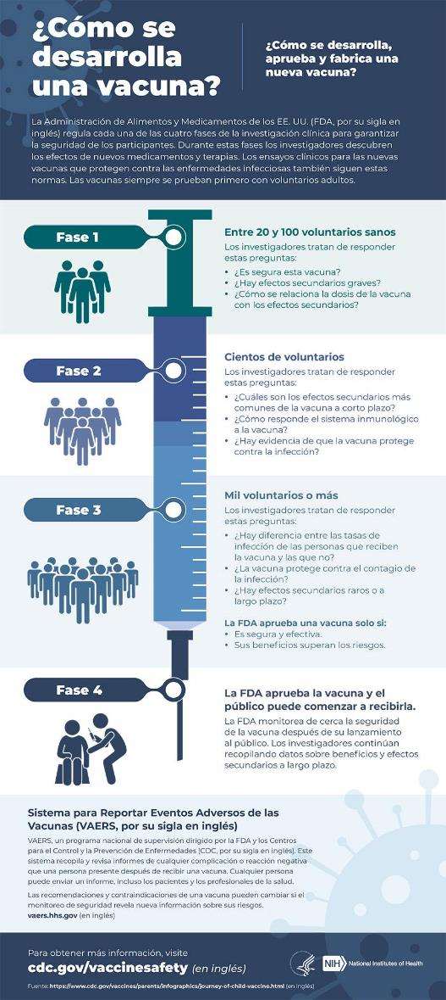 ¿Cómo se
desarrolla
una vacuna?
¿Cómo se desarrolla,
aprueba y fabrica una
nueva vacuna?
La Administración de Alimentos y Medicamentos de los EE. UU. (FDA, por su sigla en
inglés) regula cada una de las cuatro fases de la investigación clínica para garantizar
la seguridad de los participantes. Durante estas fases los investigadores descubren
los efectos de nuevos medicamentos y terapias. Los ensayos clínicos para las nuevas
vacunas que protegen contra las enfermedades infecciosas también siguen estas
normas. Las vacunas siempre se prueban primero con voluntarios adultos.
Fase 1
Entre 20 y 100 voluntarios sanos
Los investigadores tratan de responder
estas preguntas:
• ¿Es segura esta vacuna?
• ¿Hay efectos secundarios graves?
• ¿Cómo se relaciona la dosis de la vacuna
con los efectos secundarios?
Fase 2
Cientos de voluntarios
Los investigadores tratan de responder
estas preguntas:
• ¿Cuáles son los efectos secundarios más
comunes de la vacuna a corto plazo?
• ¿Cómo responde el sistema inmunológico
a la vacuna?
• ¿Hay evidencia de que la vacuna protege
contra la infección?
Fase 3
Mil voluntarios o más
Los investigadores tratan de responder
estas preguntas:
• ¿Hay diferencia entre las tasas de
infección de las personas que reciben
la vacuna y las que no?
• ¿La vacuna protege contra el contagio de
la infección?
• ¿Hay efectos secundarios raros o a
largo plazo?
La FDA aprueba una vacuna solo si:
• Es segura y efectiva.
• Sus beneficios superan los riesgos.
Fase 4
La FDA aprueba la vacuna y el
público puede comenzar a recibirla.
La FDA monitorea de cerca la seguridad
de la vacuna después de su lanzamiento
al público. Los investigadores continúan
recopilando datos sobre beneficios y efectos
secundarios a largo plazo.
Sistema para Reportar Eventos Adversos de las
Vacunas (VAERS, por su sigla en inglés)
VAERS, un programa nacional de supervisión dirigido por la FDA y los Centros
para el Control y la Prevención de Enfermedades (CDC, por su sigla en inglés). Este
sistema recopila y revisa informes de cualquier complicación o reacción negativa
que una persona presente después de recibir una vacuna. Cualquier persona
puede enviar un informe, incluso los pacientes y los profesionales de la salud.
Las recomendaciones y contraindicaciones de una vacuna pueden cambiar si el
monitoreo de seguridad revela nueva información sobre sus riesgos.
vaers.hhs.gov (en inglés)
Para obtener más información, visite
cdc.gov/vaccinesafety (en inglés)
NIH National Institutes of Health
Fuente: https://www.cdc.gov/vaccines/parents/infographics/journey-of-child-vaccine.html (en inglés)